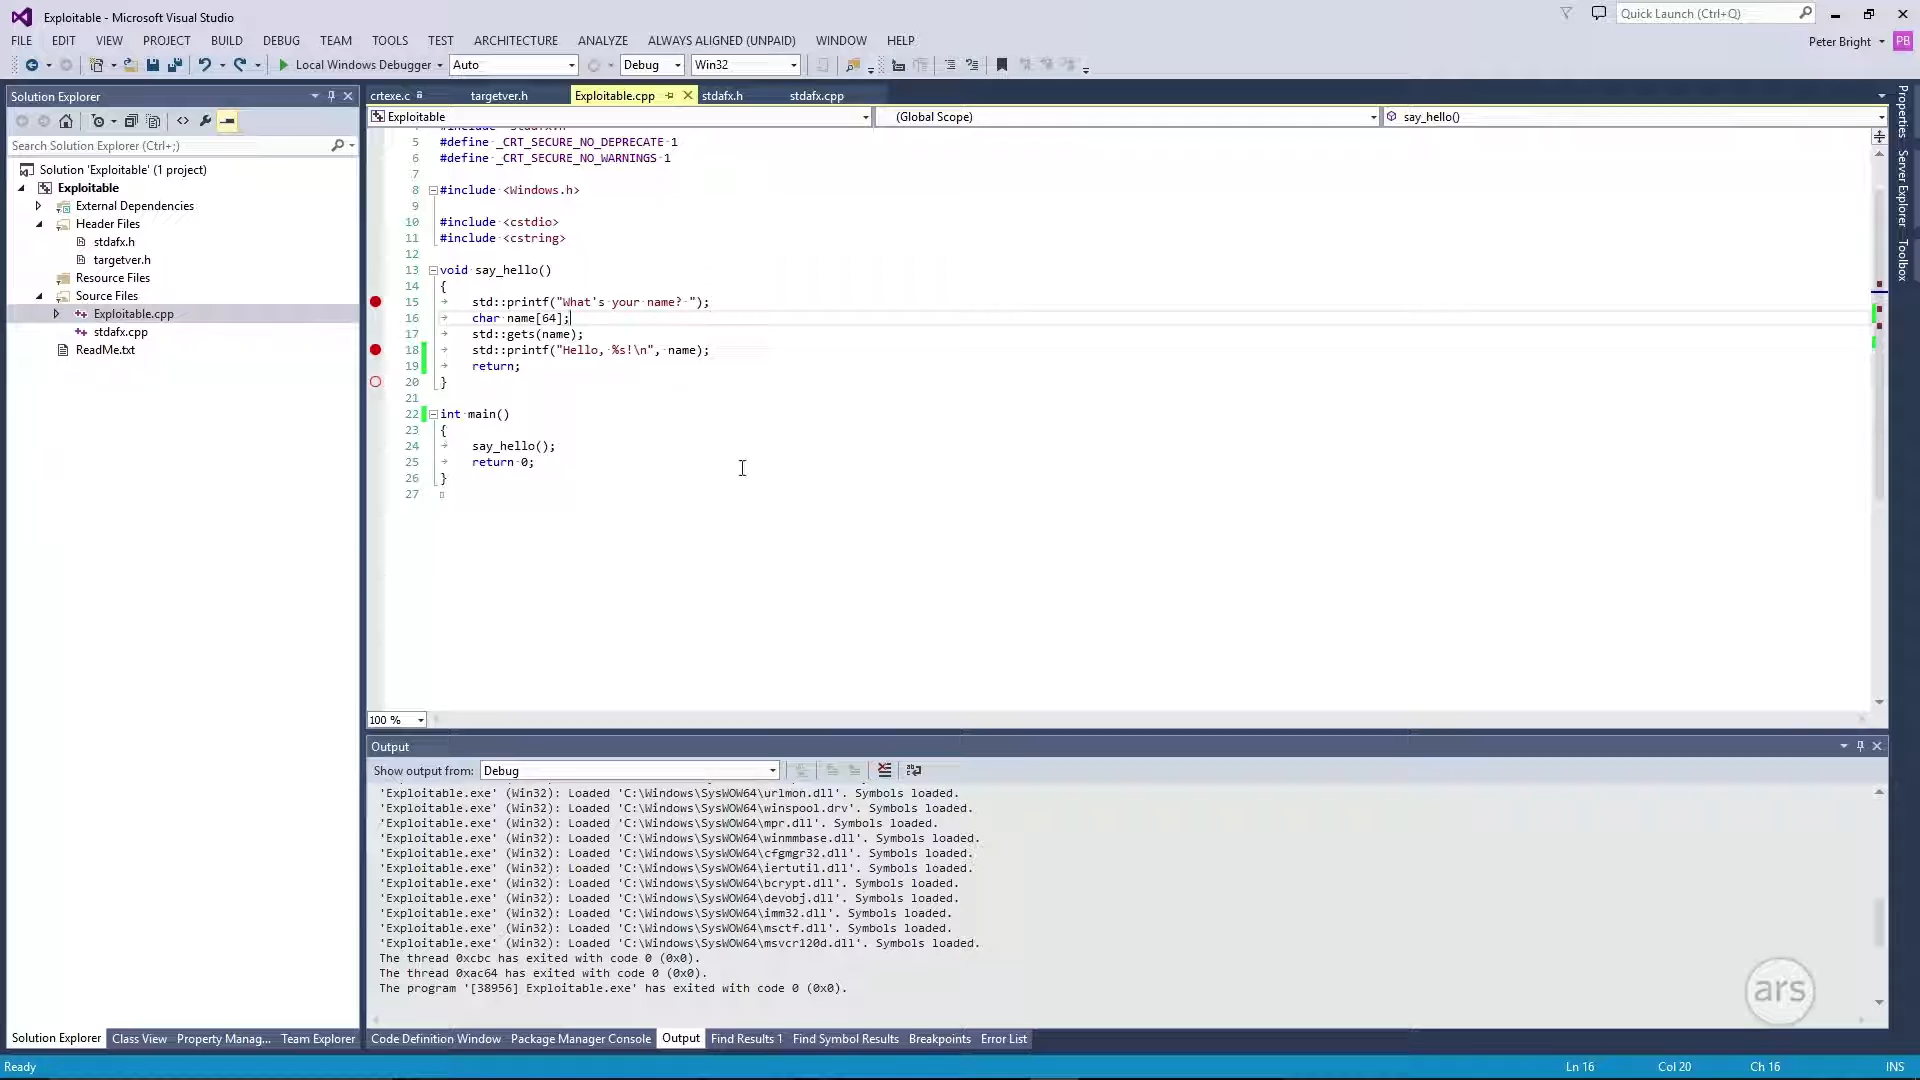 Exploitable - Microsoft Visual Studio
Quick Launch (Ctrl+Q)
FILE EDIT VIEW PROJECT BUILD DEBUG TEAM TOOLS TEST ARCHITECTURE ANALYZE ALWAYS ALIGNED (UNPAID) WINDOW HELP
Peter Bright PB
Local Windows Debugger Auto Debug Win32
Solution Explorer
Search Solution Explorer (Ctrl+;)
Solution 'Exploitable' (1 project)
Exploitable
External Dependencies
Header Files
stdafx.h
targetver.h
Resource Files
Source Files
Exploitable.cpp
stdafx.cpp
ReadMe.txt
Solution Explorer Class View Property Manag... Team Explorer
crtexe.c targetver.h Exploitable.cpp stdafx.h stdafx.cpp
Exploitable (Global Scope) say_hello()
5 #define _CRT_SECURE_NO_DEPRECATE 1
6 #define _CRT_SECURE_NO_WARNINGS 1
7
8 #include <Windows.h>
9
10 #include <cstdio>
11 #include <cstring>
12
13 void say_hello()
14 {
15 std::printf("What's your name? ");
16 char name[64];
17 std::gets(name);
18 std::printf("Hello, %s!\n", name);
19 return;
20 }
21
22 int main()
23 {
24 say_hello();
25 return 0;
26 }
27
100 %
Output
Show output from: Debug
'Exploitable.exe' (Win32): Loaded 'C:\Windows\SysWOW64\urlmon.dll'. Symbols loaded.
'Exploitable.exe' (Win32): Loaded 'C:\Windows\SysWOW64\winspool.drv'. Symbols loaded.
'Exploitable.exe' (Win32): Loaded 'C:\Windows\SysWOW64\mpr.dll'. Symbols loaded.
'Exploitable.exe' (Win32): Loaded 'C:\Windows\SysWOW64\winmmbase.dll'. Symbols loaded.
'Exploitable.exe' (Win32): Loaded 'C:\Windows\SysWOW64\cfgmgr32.dll'. Symbols loaded.
'Exploitable.exe' (Win32): Loaded 'C:\Windows\SysWOW64\iertutil.dll'. Symbols loaded.
'Exploitable.exe' (Win32): Loaded 'C:\Windows\SysWOW64\bcrypt.dll'. Symbols loaded.
'Exploitable.exe' (Win32): Loaded 'C:\Windows\SysWOW64\devobj.dll'. Symbols loaded.
'Exploitable.exe' (Win32): Loaded 'C:\Windows\SysWOW64\imm32.dll'. Symbols loaded.
'Exploitable.exe' (Win32): Loaded 'C:\Windows\SysWOW64\msctf.dll'. Symbols loaded.
'Exploitable.exe' (Win32): Loaded 'C:\Windows\SysWOW64\msvcr120d.dll'. Symbols loaded.
The thread 0xcbc has exited with code 0 (0x0).
The thread 0xac64 has exited with code 0 (0x0).
The program '[38956] Exploitable.exe' has exited with code 0 (0x0).
ars
Code Definition Window Package Manager Console Output Find Results 1 Find Symbol Results Breakpoints Error List
Properties
Server Explorer
Toolbox
Ready Ln 16 Col 20 Ch 16 INS